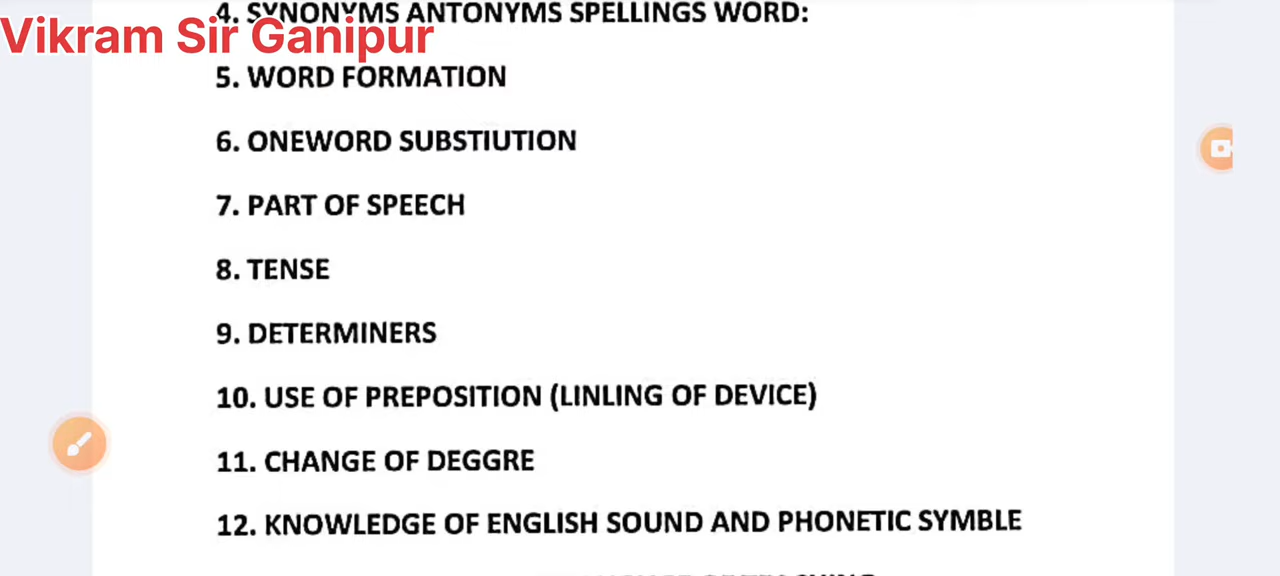 4. SYNONYMS ANTONYMS SPELLINGS WORD:
Vikram Sir Ganipur
5. WORD FORMATION
6. ONEWORD SUBSTIUTION
7. PART OF SPEECH
8. TENSE
9. DETERMINERS
10. USE OF PREPOSITION (LINLING OF DEVICE)
11. CHANGE OF DEGGRE
12. KNOWLEDGE OF ENGLISH SOUND AND PHONETIC SYMBLE